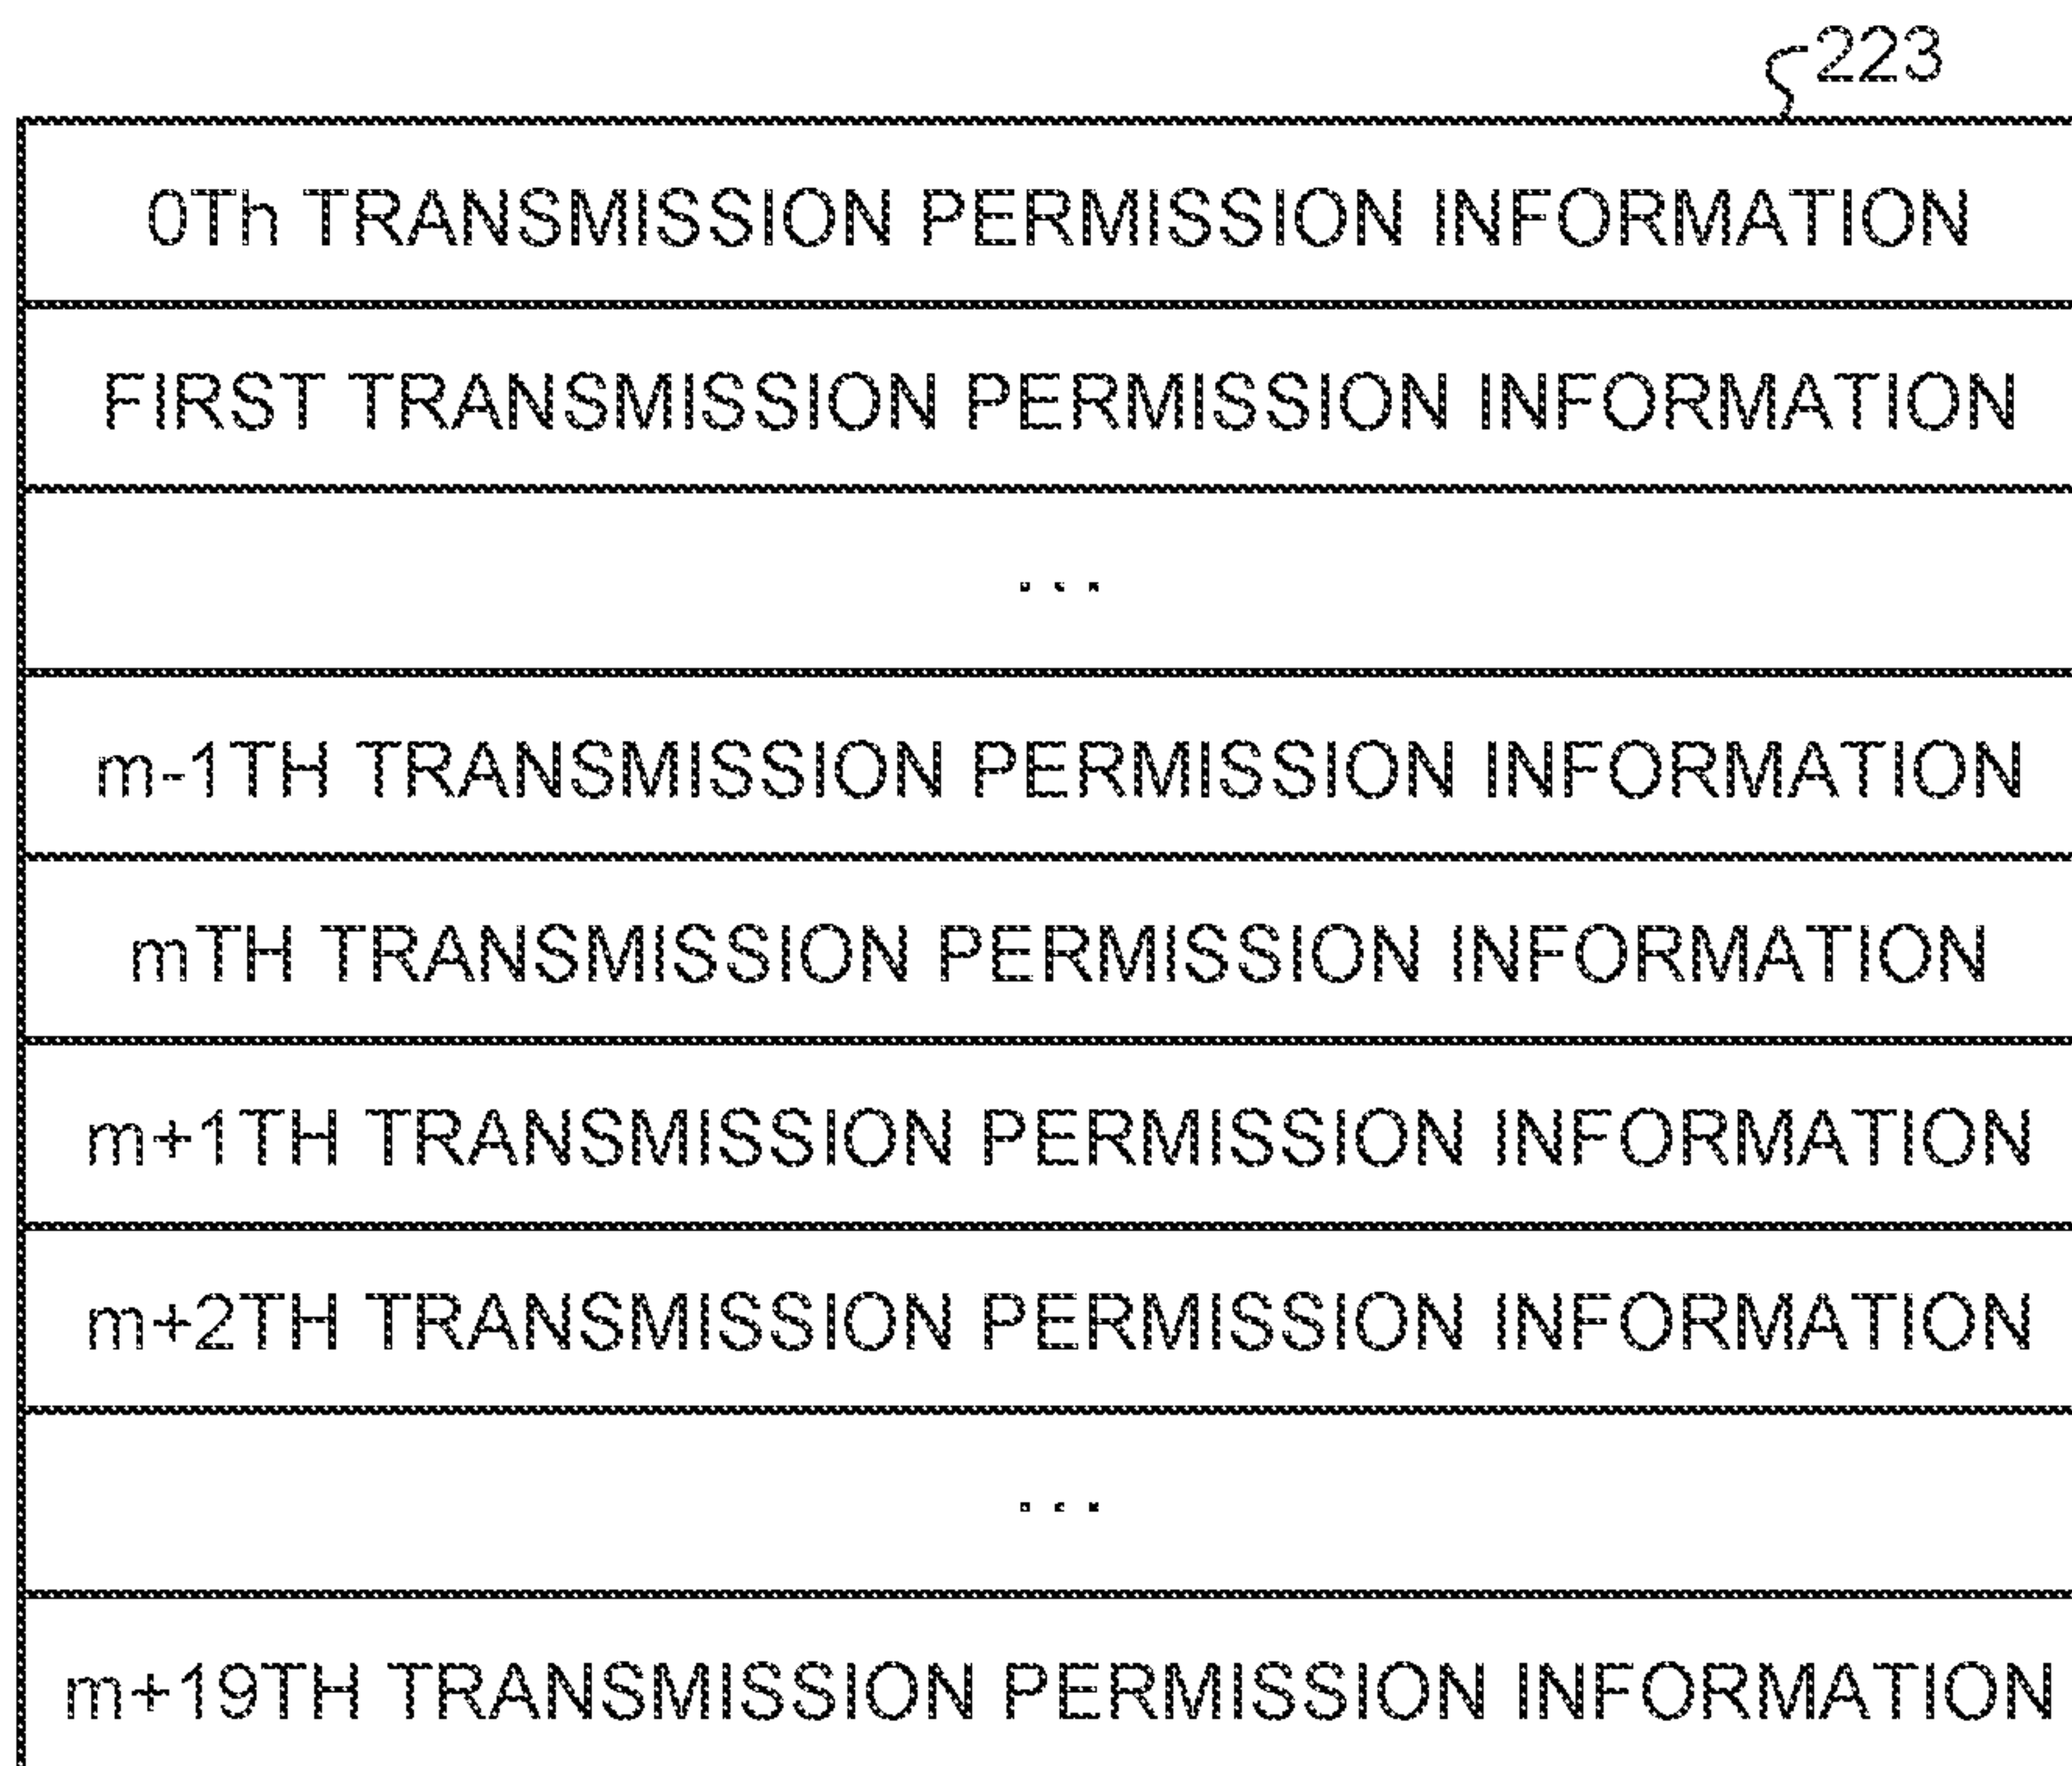 223
0Th TRANSMISSION PERMISSION INFORMATION
FIRST TRANSMISSION PERMISSION INFORMATION
...
m-1TH TRANSMISSION PERMISSION INFORMATION
mTH TRANSMISSION PERMISSION INFORMATION
m+1TH TRANSMISSION PERMISSION INFORMATION
m+2TH TRANSMISSION PERMISSION INFORMATION
...
m+19TH TRANSMISSION PERMISSION INFORMATION